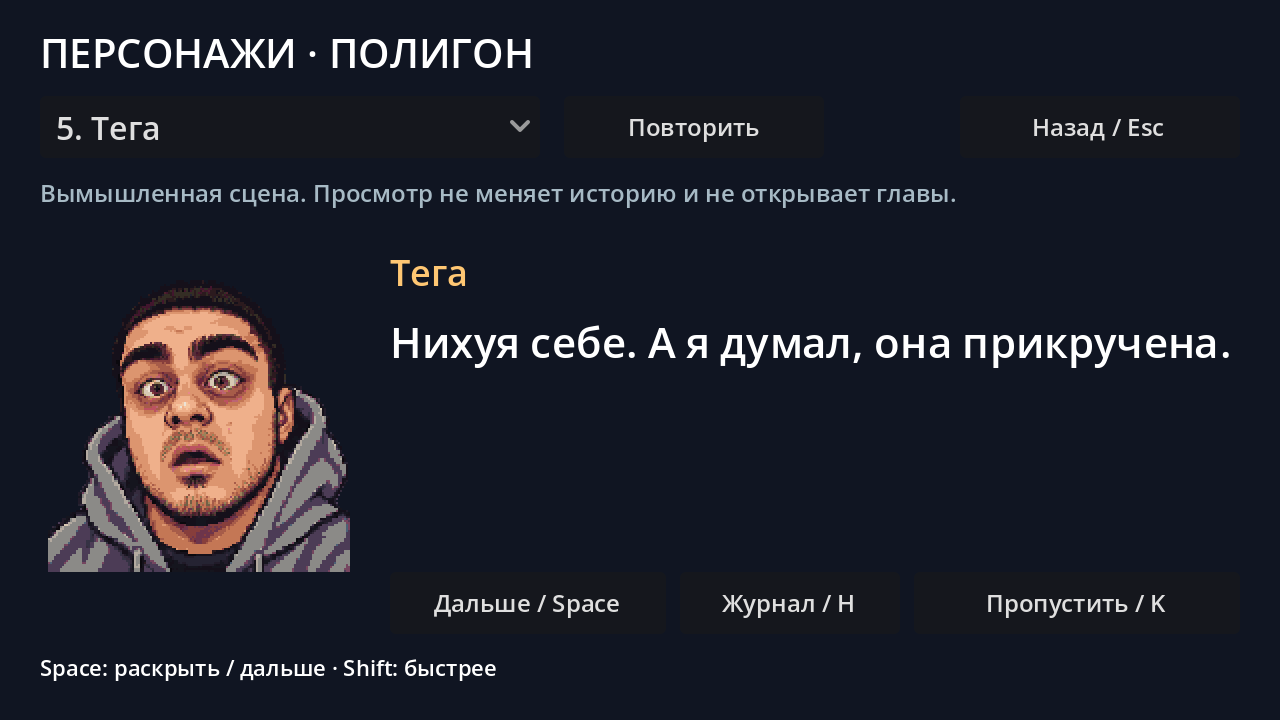 ПЕРСОНАЖИ · ПОЛИГОН
5. Тега
Повторить
Назад / Esc
Вымышленная сцена. Просмотр не меняет историю и не открывает главы.
Тега
Нихуя себе. А я думал, она прикручена.
Дальше / Space
Журнал / H
Пропустить / K
Space: раскрыть / дальше · Shift: быстрее